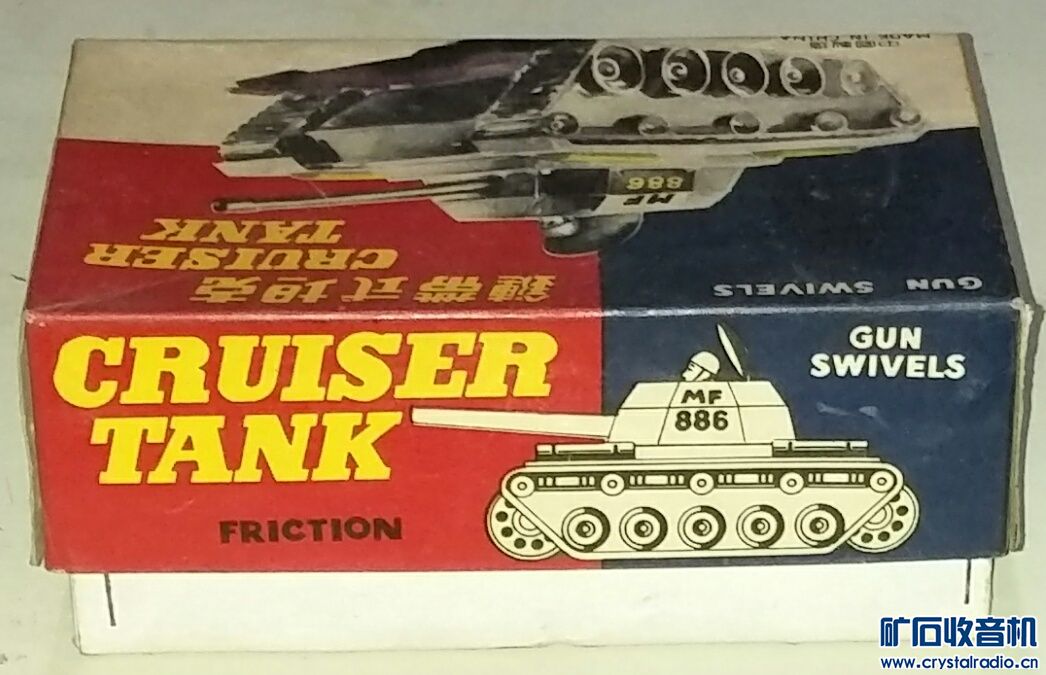 MADE IN CHINA
MF
886
鏈帶式坦克
CRUISER
TANK
GUN SWIVELS
CRUISER
TANK
FRICTION
GUN
SWIVELS
MF
886
矿石收音机
www.crystalradio.cn